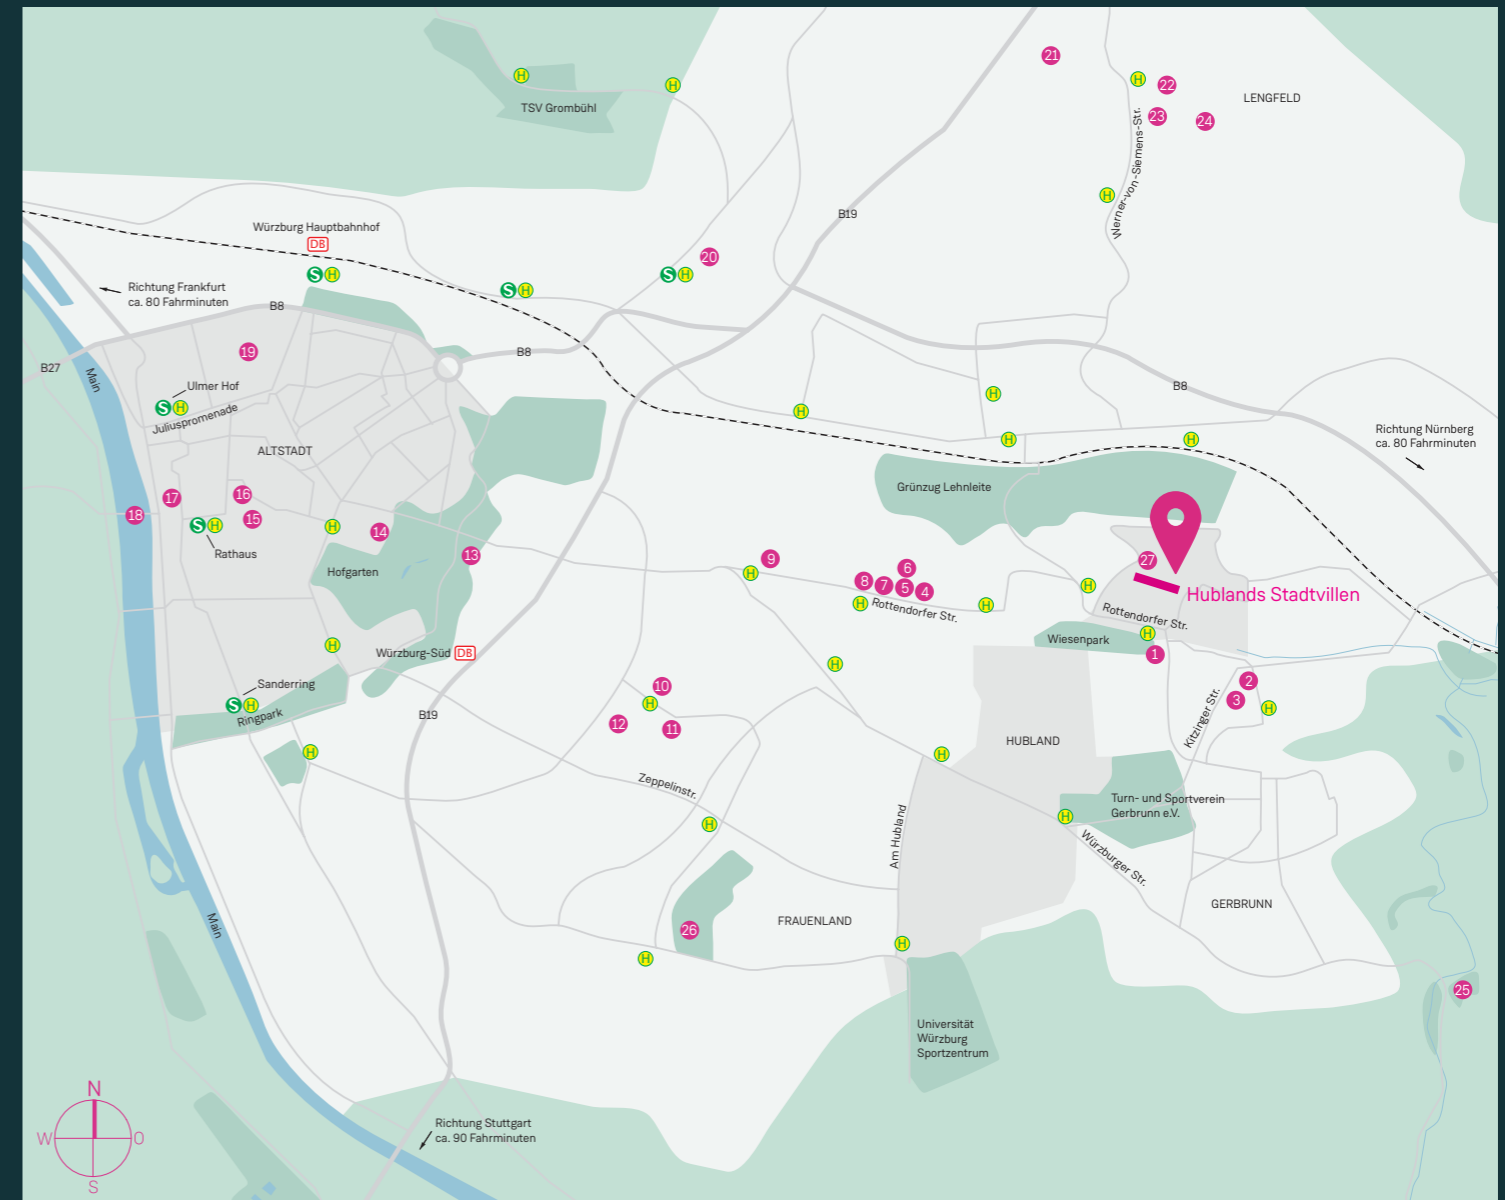 21
H
22
LENGFELD
H
H
TSV Grombühl
23
24
Werner-von-Siemens-Str.
H
B19
Würzburg Hauptbahnhof
DB
20
S H
S H
S H
Richtung Frankfurt
ca. 80 Fahrminuten
B8
19
B8
B27
Main
Ulmer Hof
S H
Juliuspromenade
B8
H
H
H
H
Richtung Nürnberg
ca. 80 Fahrminuten
ALTSTADT
Grünzug Lehnleite
16
17
18
15
S H
Rathaus
H
14
13
Hofgarten
9
H
6
8
7
5
4
H
Rottendorfer Str.
H
H
27
Hublands Stadtvillen
Rottendorfer Str.
H
Wiesenpark
1
H
Würzburg-Süd DB
H
2
3
H
Kitzinger Str.
Sanderring
S H
Ringpark
10
H
12
11
B19
H
HUBLAND
H
Zeppelinstr.
H
Am Hubland
Turn- und Sportverein
Gerbrunn e.V.
H
Würzburger Str.
GERBRUNN
FRAUENLAND
26
H
H
Main
25
Universität
Würzburg
Sportzentrum
N
W
O
S
Richtung Stuttgart
ca. 90 Fahrminuten